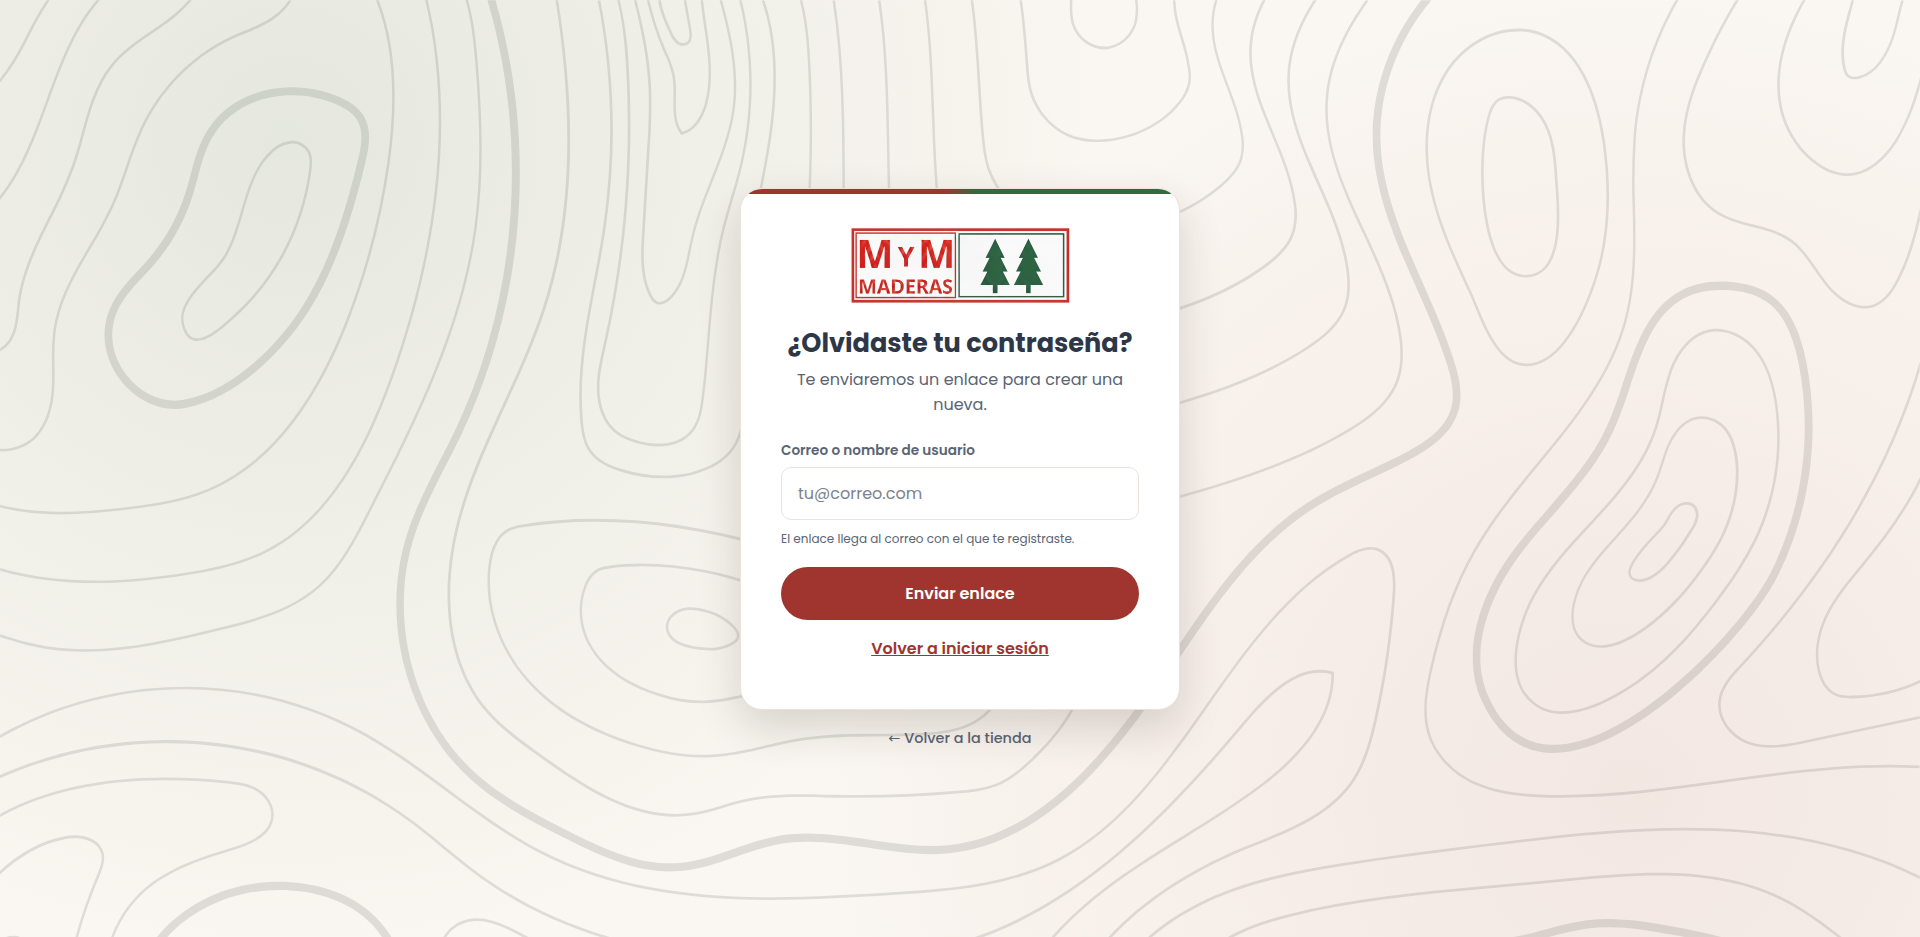 M Y M
MADERAS
¿Olvidaste tu contraseña?
Te enviaremos un enlace para crear una
nueva.
Correo o nombre de usuario
tu@correo.com
El enlace llega al correo con el que te registraste.
Enviar enlace
Volver a iniciar sesión
← Volver a la tienda